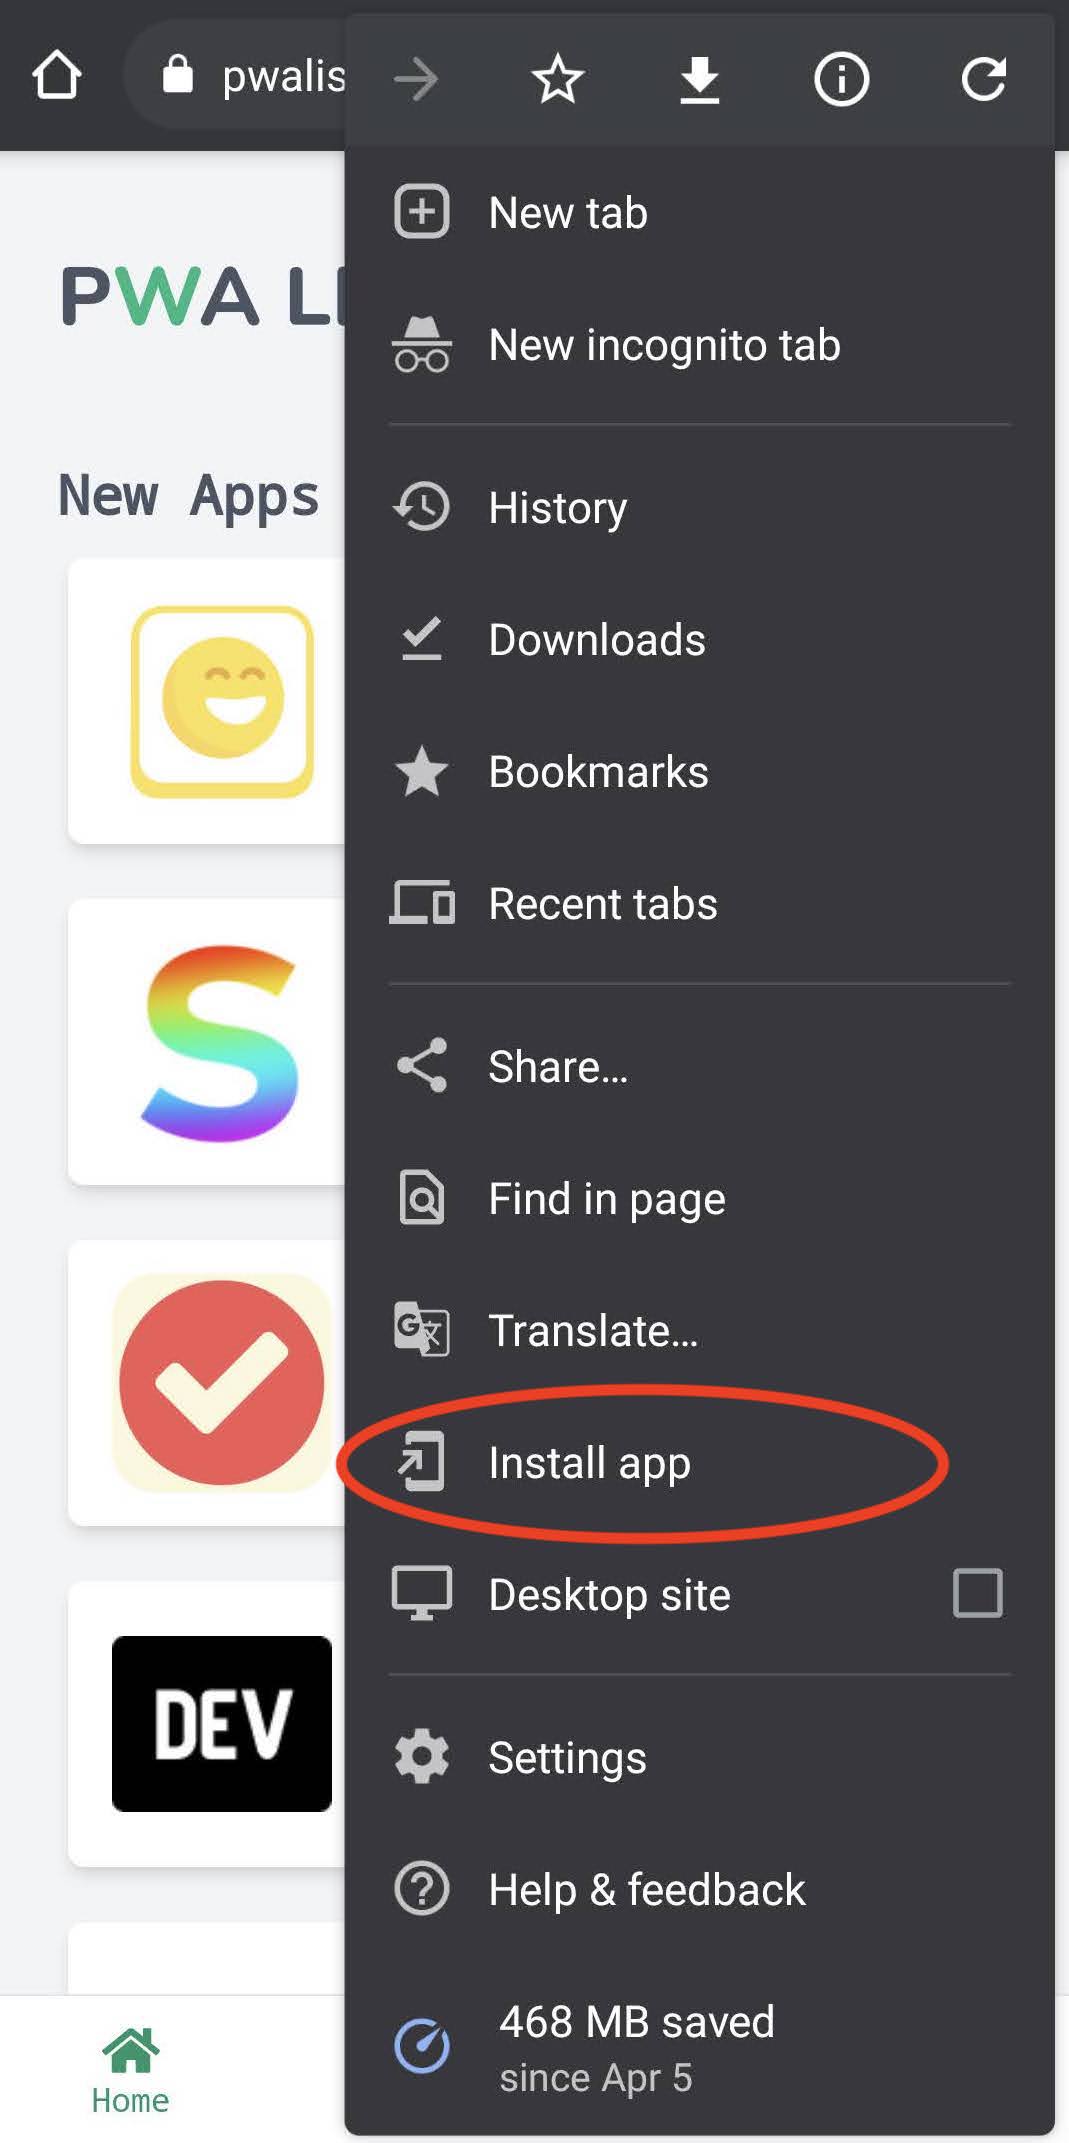 pwalis
PWA LI
New Apps
DEV
Home
New tab
New incognito tab
History
Downloads
Bookmarks
Recent tabs
Share...
Find in page
Translate...
Install app
Desktop site
Settings
Help & feedback
468 MB saved
since Apr 5